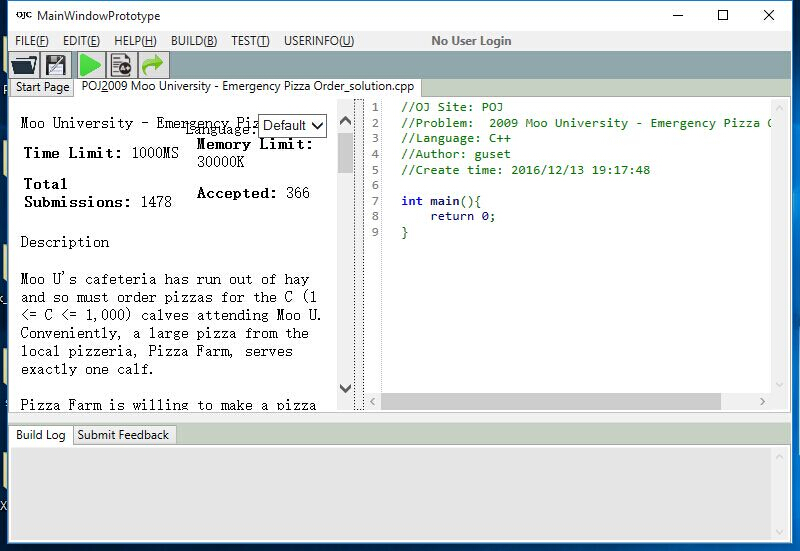 OJC MainWindowPrototype
FILE(F) EDIT(E) HELP(H) BUILD(B) TEST(T) USERINFO(U) No User Login
Start Page POJ2009 Moo University - Emergency Pizza Order_solution.cpp
Moo University - Emergency
Language: Default
Time Limit: 1000MS
Memory Limit: 30000K
Total Submissions: 1478
Accepted: 366
Description
Moo U's cafeteria has run out of hay
and so must order pizzas for the C (1
<= C <= 1,000) calves attending Moo U.
Conveniently, a large pizza from the
local pizzeria, Pizza Farm, serves
exactly one calf.
Pizza Farm is willing to make a pizza
1 //OJ Site: POJ
2 //Problem: 2009 Moo University - Emergency Pizza
3 //Language: C++
4 //Author: guset
5 //Create time: 2016/12/13 19:17:48
6
7 int main(){
8 return 0;
9 }
Build Log Submit Feedback